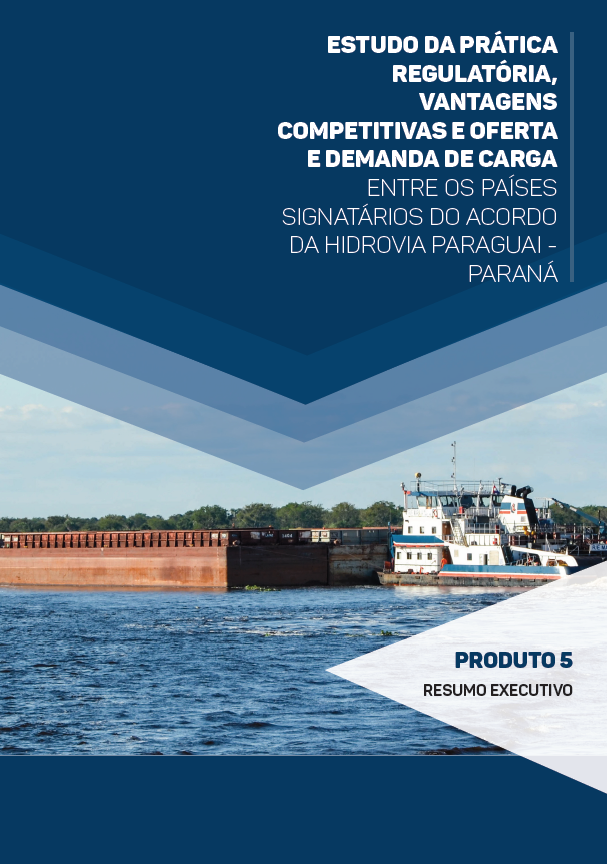 ESTUDO DA PRÁTICA
REGULATÓRIA,
VANTAGENS
COMPETITIVAS E OFERTA
E DEMANDA DE CARGA
ENTRE OS PAÍSES
SIGNATÁRIOS DO ACORDO
DA HIDROVIA PARAGUAI -
PARANÁ
PRODUTO 5
RESUMO EXECUTIVO